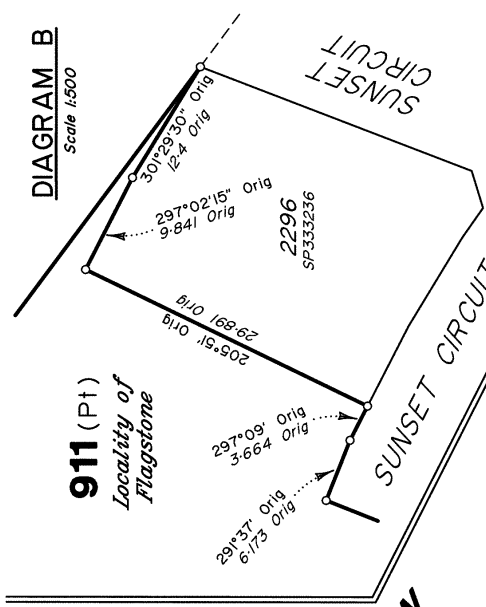 DIAGRAM B
Scale 1:500
SUNSET
CIRCUIT
301°29'30" Orig
12·4 Orig
297°02'15" Orig
9·841 Orig
2296
SP333236
205°51' Orig
29·891 Orig
911 (Pt)
Locality of
Flagstone
297°09' Orig
3·664 Orig
291°37' Orig
6·173 Orig
SUNSET CIRCUIT